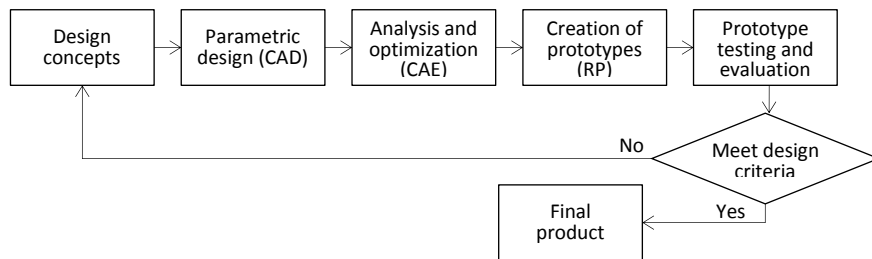 Design
concepts
Parametric
design (CAD)
Analysis and
optimization
(CAE)
Creation of
prototypes
(RP)
Prototype
testing and
evaluation
No
Meet design
criteria
Yes
Final
product